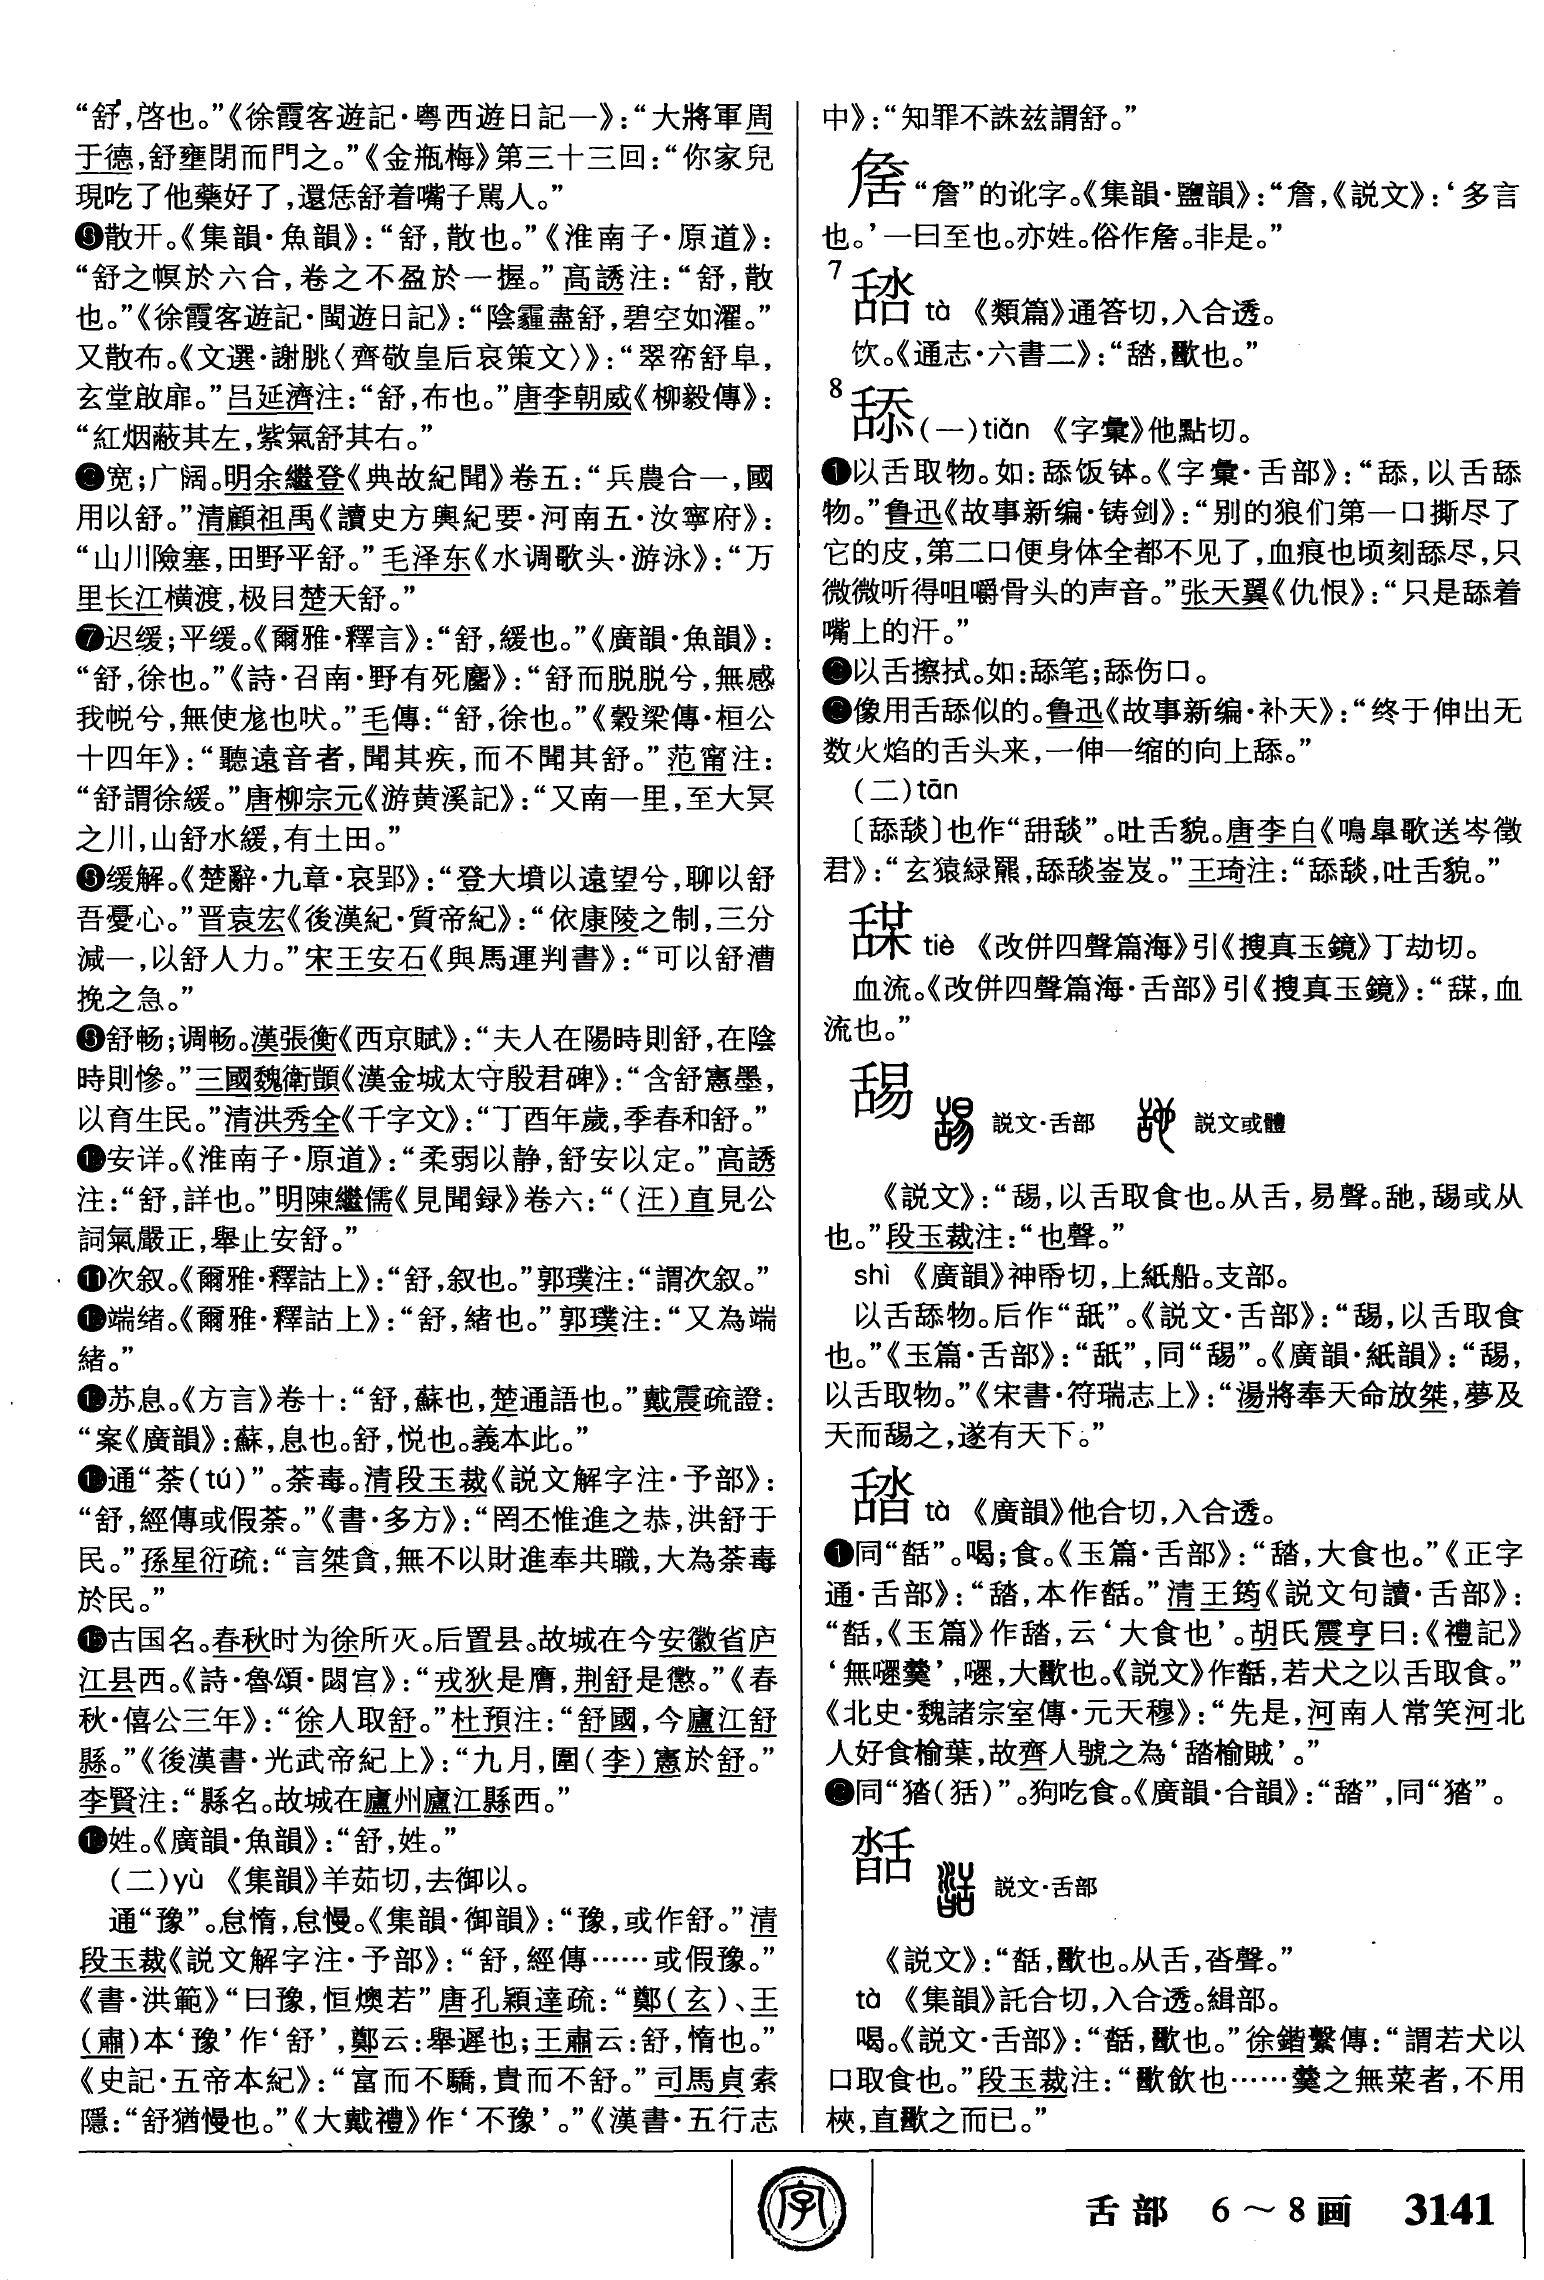 “舒,啓也。”《徐霞客遊記·粤西遊日記一》:“大將軍周
于德,舒壅閉而門之。”《金瓶梅》第三十三回:“你家兒
現吃了他藥好了,還恁舒着嘴子駡人。”
❺散开。《集韻·魚韻》:“舒,散也。”《淮南子·原道》:
“舒之幎於六合,卷之不盈於一握。”高誘注:“舒,散
也。”《徐霞客遊記·閩遊日記》:“陰霾盡舒,碧空如濯。”
又散布。《文選·謝朓〈齊敬皇后哀策文〉》:“翠帟舒阜,
玄堂啟扉。”吕延濟注:“舒,布也。”唐李朝威《柳毅傳》:
“紅烟蔽其左,紫氣舒其右。”
❻宽;广阔。明余繼登《典故紀聞》卷五:“兵農合一,國
用以舒。”清顧祖禹《讀史方輿紀要·河南五·汝寧府》:
“山川險塞,田野平舒。”毛泽东《水调歌头·游泳》:“万
里长江横渡,极目楚天舒。”
❼迟缓;平缓。《爾雅·釋言》:“舒,緩也。”《廣韻·魚韻》:
“舒,徐也。”《詩·召南·野有死麕》:“舒而脱脱兮,無感
我帨兮,無使尨也吠。”毛傳:“舒,徐也。”《穀梁傳·桓公
十四年》:“聽遠音者,聞其疾,而不聞其舒。”范甯注:
“舒謂徐緩。”唐柳宗元《游黄溪記》:“又南一里,至大冥
之川,山舒水緩,有土田。”
❽缓解。《楚辭·九章·哀郢》:“登大墳以遠望兮,聊以舒
吾憂心。”晋袁宏《後漢紀·質帝紀》:“依康陵之制,三分
減一,以舒人力。”宋王安石《與馬運判書》:“可以舒漕
挽之急。”
❾舒畅;调畅。漢張衡《西京賦》:“夫人在陽時則舒,在陰
時則慘。”三國魏衛顗《漢金城太守殷君碑》:“含舒憲墨,
以育生民。”清洪秀全《千字文》:“丁酉年歲,季春和舒。”
❿安详。《淮南子·原道》:“柔弱以静,舒安以定。”高誘
注:“舒,詳也。”明陳繼儒《見聞録》卷六:“(汪)直見公
詞氣嚴正,舉止安舒。”
⓫次叙。《爾雅·釋詁上》:“舒,叙也。”郭璞注:“謂次叙。”
⓬端绪。《爾雅·釋詁上》:“舒,緒也。”郭璞注:“又為端
緒。”
⓭苏息。《方言》卷十:“舒,蘇也,楚通語也。”戴震疏證:
“案《廣韻》:蘇,息也。舒,悦也。義本此。”
⓮通“荼(tú)”。荼毒。清段玉裁《説文解字注·予部》:
“舒,經傳或假荼。”《書·多方》:“罔丕惟進之恭,洪舒于
民。”孫星衍疏:“言桀貪,無不以財進奉共職,大為荼毒
於民。”
⓯古国名。春秋时为徐所灭。后置县。故城在今安徽省庐
江县西。《詩·魯頌·閟宫》:“戎狄是膺,荆舒是懲。”《春
秋·僖公三年》:“徐人取舒。”杜預注:“舒國,今廬江舒
縣。”《後漢書·光武帝紀上》:“九月,圍(李)憲於舒。”
李賢注:“縣名。故城在廬州廬江縣西。”
⓰姓。《廣韻·魚韻》:“舒,姓。”
(二)yù 《集韻》羊茹切,去御以。
通“豫”。怠惰,怠慢。《集韻·御韻》:“豫,或作舒。”清
段玉裁《説文解字注·予部》:“舒,經傳……或假豫。”
《書·洪範》“曰豫,恒燠若”唐孔穎達疏:“鄭(玄)、王
(肅)本‘豫’作‘舒’,鄭云:舉遲也;王肅云:舒,惰也。”
《史記·五帝本紀》:“富而不驕,貴而不舒。”司馬貞索
隱:“舒猶慢也。”《大戴禮》作‘不豫’。”《漢書·五行志
中》:“知罪不誅兹謂舒。”
“詹”的讹字。《集韻·鹽韻》:“詹,《説文》:‘多言
也。’一曰至也。亦姓。俗作。非是。”
7
tà 《類篇》通答切,入合透。
饮。《通志·六書二》:“,歠也。”
8
舔(一)tiǎn 《字彙》他點切。
❶以舌取物。如:舔饭钵。《字彙·舌部》:“舔,以舌舔
物。”鲁迅《故事新编·铸剑》:“别的狼们第一口撕尽了
它的皮,第二口便身体全都不见了,血痕也顷刻舔尽,只
微微听得咀嚼骨头的声音。”张天翼《仇恨》:“只是舔着
嘴上的汗。”
❷以舌擦拭。如:舔笔;舔伤口。
❸像用舌舔似的。鲁迅《故事新编·补天》:“终于伸出无
数火焰的舌头来,一伸一缩的向上舔。”
(二)tān
〔舔舕〕也作“舑舕”。吐舌貌。唐李白《鳴皋歌送岑徵
君》:“玄猿緑羆,舔舕崟岌。”王琦注:“舔舕,吐舌貌。”
tiè 《改併四聲篇海》引《搜真玉鏡》丁劫切。
血流。《改併四聲篇海·舌部》引《搜真玉鏡》:“,血
流也。”
舓 説文·舌部 説文或體
《説文》:“舓,以舌取食也。从舌,易聲。,舓或从
也。”段玉裁注:“也聲。”
shì 《廣韻》神帋切,上紙船。支部。
以舌舔物。后作“舐”。《説文·舌部》:“舓,以舌取食
也。”《玉篇·舌部》:“舐”,同“舓”。《廣韻·紙韻》:“舓,
以舌取物。”《宋書·符瑞志上》:“湯將奉天命放桀,夢及
天而舓之,遂有天下。”
舚 tà 《廣韻》他合切,入合透。
❶同“䑜”。喝;食。《玉篇·舌部》:“,大食也。”《正字
通·舌部》:“,本作。”清王筠《説文句讀·舌部》:
“,《玉篇》作,云‘大食也’。胡氏震亨曰:《禮記》
‘無嚃羹’,嚃,大歠也。《説文》作,若犬之以舌取食。”
《北史·魏諸宗室傳·元天穆》:“先是,河南人常笑河北
人好食榆葉,故齊人號之為‘榆賊’。”
❷同“㺚(狧)”。狗吃食。《廣韻·合韻》:“”,同“”。
説文·舌部
《説文》:“,歠也。从舌,沓聲。”
tà 《集韻》託合切,入合透。緝部。
喝。《説文·舌部》:“,歠也。”徐鍇繫傳:“謂若犬以
口取食也。”段玉裁注:“歠飲也……羹之無菜者,不用
梜,直歠之而已。”
字 舌部 6～8画 3141